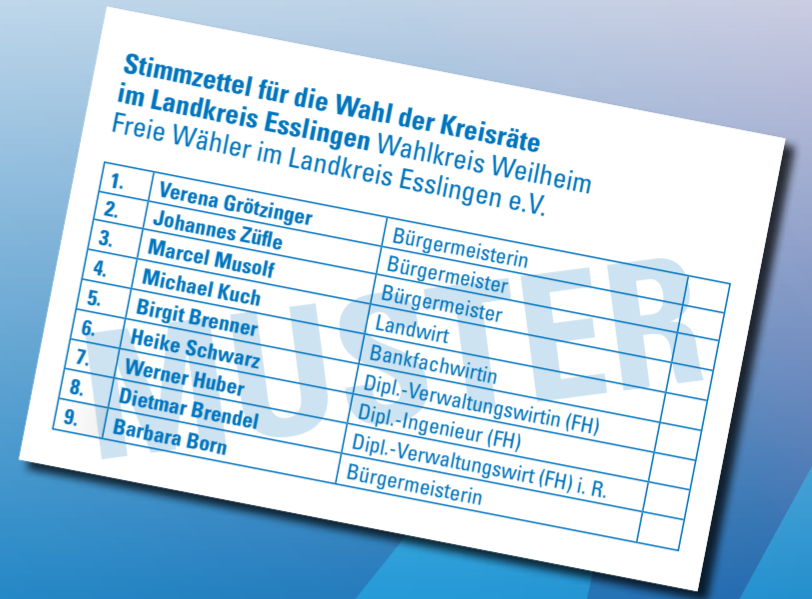 Stimmzettel für die Wahl der Kreisräte
im Landkreis Esslingen Wahlkreis Weilheim
Freie Wähler im Landkreis Esslingen e.V.
1. Verena Grötzinger Bürgermeisterin
2. Johannes Züfle Bürgermeister
3. Marcel Musolf Bürgermeister
4. Michael Kuch Landwirt
5. Birgit Brenner Bankfachwirtin
6. Heike Schwarz Dipl.-Verwaltungswirtin (FH)
7. Werner Huber Dipl.-Ingenieur (FH)
8. Dietmar Brendel Dipl.-Verwaltungswirt (FH) i. R.
9. Barbara Born Bürgermeisterin
MUSTER